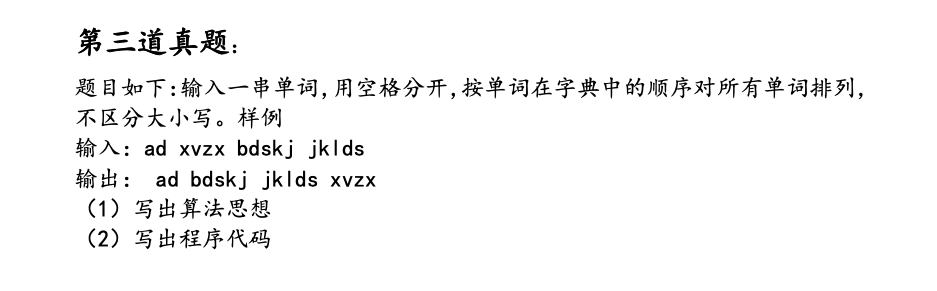 第三道真题：
题目如下:输入一串单词,用空格分开,按单词在字典中的顺序对所有单词排列,
不区分大小写。样例
输入：ad xvzx bdskj jklds
输出： ad bdskj jklds xvzx
（1）写出算法思想
（2）写出程序代码